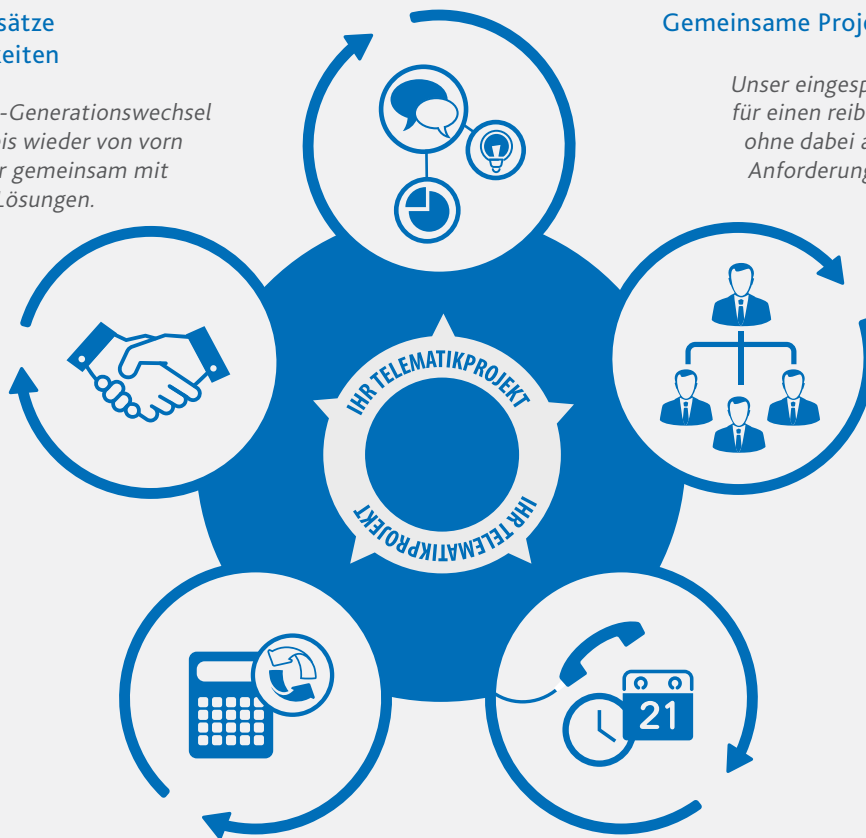 sätze
keiten
-Generationswechsel
is wieder von vorn
r gemeinsam mit
Lösungen.
Gemeinsame Proje
Unser eingesp
für einen reib
ohne dabei a
Anforderung
IHR TELEMATIKPROJEKT
IHR TELEMATIKPROJEKT
21